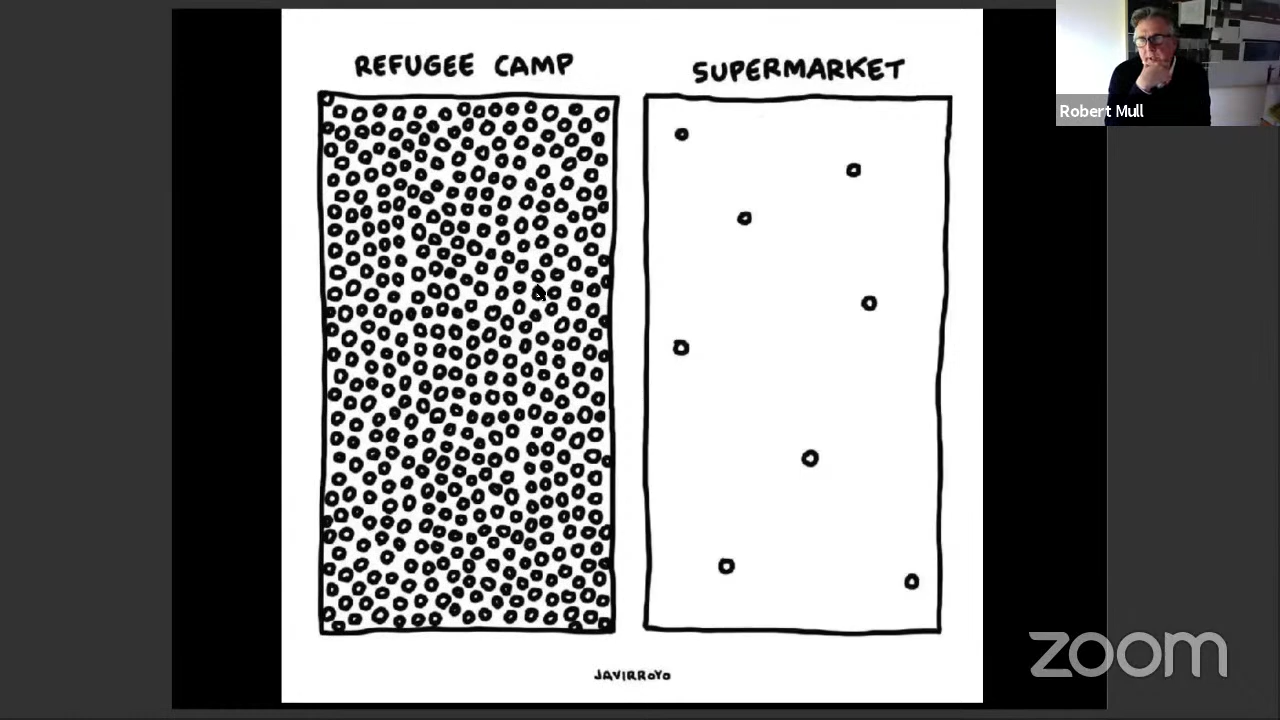 REFUGEE CAMP
SUPERMARKET
JAVIRROYO
Robert Mull
zoom